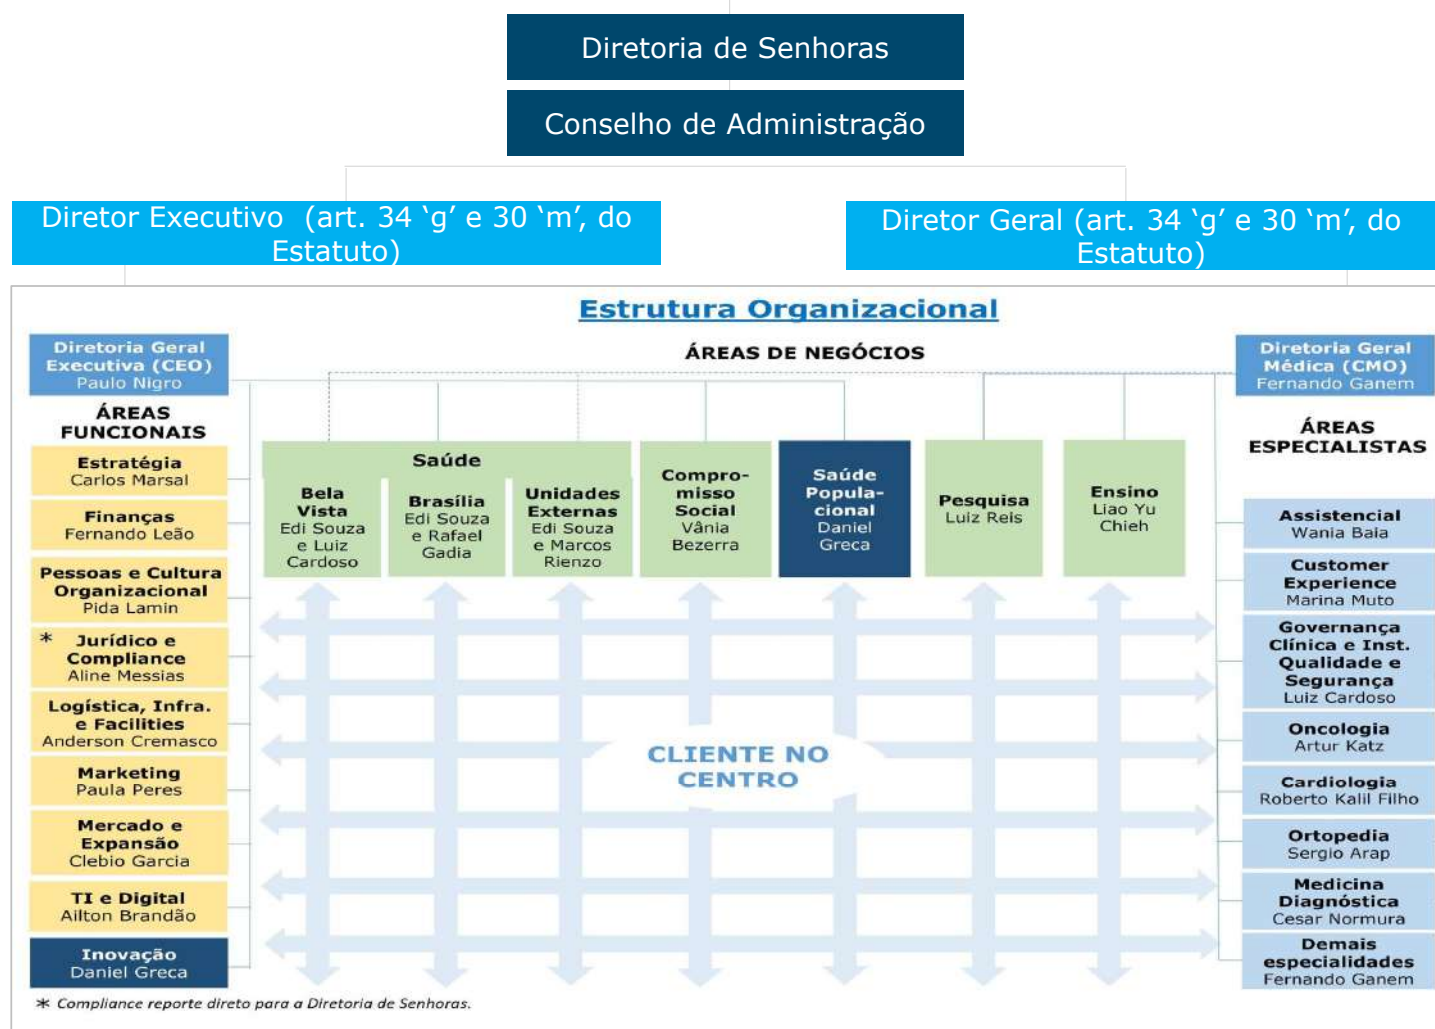 Diretoria de Senhoras
Conselho de Administração
Diretor Executivo (art. 34 ‘g’ e 30 ‘m’, do
Estatuto)
Diretor Geral (art. 34 ‘g’ e 30 ‘m’, do
Estatuto)
Estrutura Organizacional
Diretoria Geral
Executiva (CEO)
Paulo Nigro
ÁREAS DE NEGÓCIOS
Diretoria Geral
Médica (CMO)
Fernando Ganem
ÁREAS
FUNCIONAIS
Estratégia
Carlos Marsal
Finanças
Fernando Leão
Pessoas e Cultura
Organizacional
Pida Lamin
* Jurídico e
Compliance
Aline Messias
Logística, Infra.
e Facilities
Anderson Cremasco
Marketing
Paula Peres
Mercado e
Expansão
Clebio Garcia
TI e Digital
Ailton Brandão
Inovação
Daniel Greca
Saúde
Bela
Vista
Edi Souza
e Luiz
Cardoso
Brasília
Edi Souza
e Rafael
Gadia
Unidades
Externas
Edi Souza
e Marcos
Rienzo
Compro-
misso
Social
Vânia
Bezerra
Saúde
Popula-
cional
Daniel
Greca
Pesquisa
Luiz Reis
Ensino
Liao Yu
Chieh
CLIENTE NO
CENTRO
ÁREAS
ESPECIALISTAS
Assistencial
Wania Baia
Customer
Experience
Marina Muto
Governança
Clínica e Inst.
Qualidade e
Segurança
Luiz Cardoso
Oncologia
Artur Katz
Cardiologia
Roberto Kalil Filho
Ortopedia
Sergio Arap
Medicina
Diagnóstica
Cesar Normura
Demais
especialidades
Fernando Ganem
* Compliance reporte direto para a Diretoria de Senhoras.